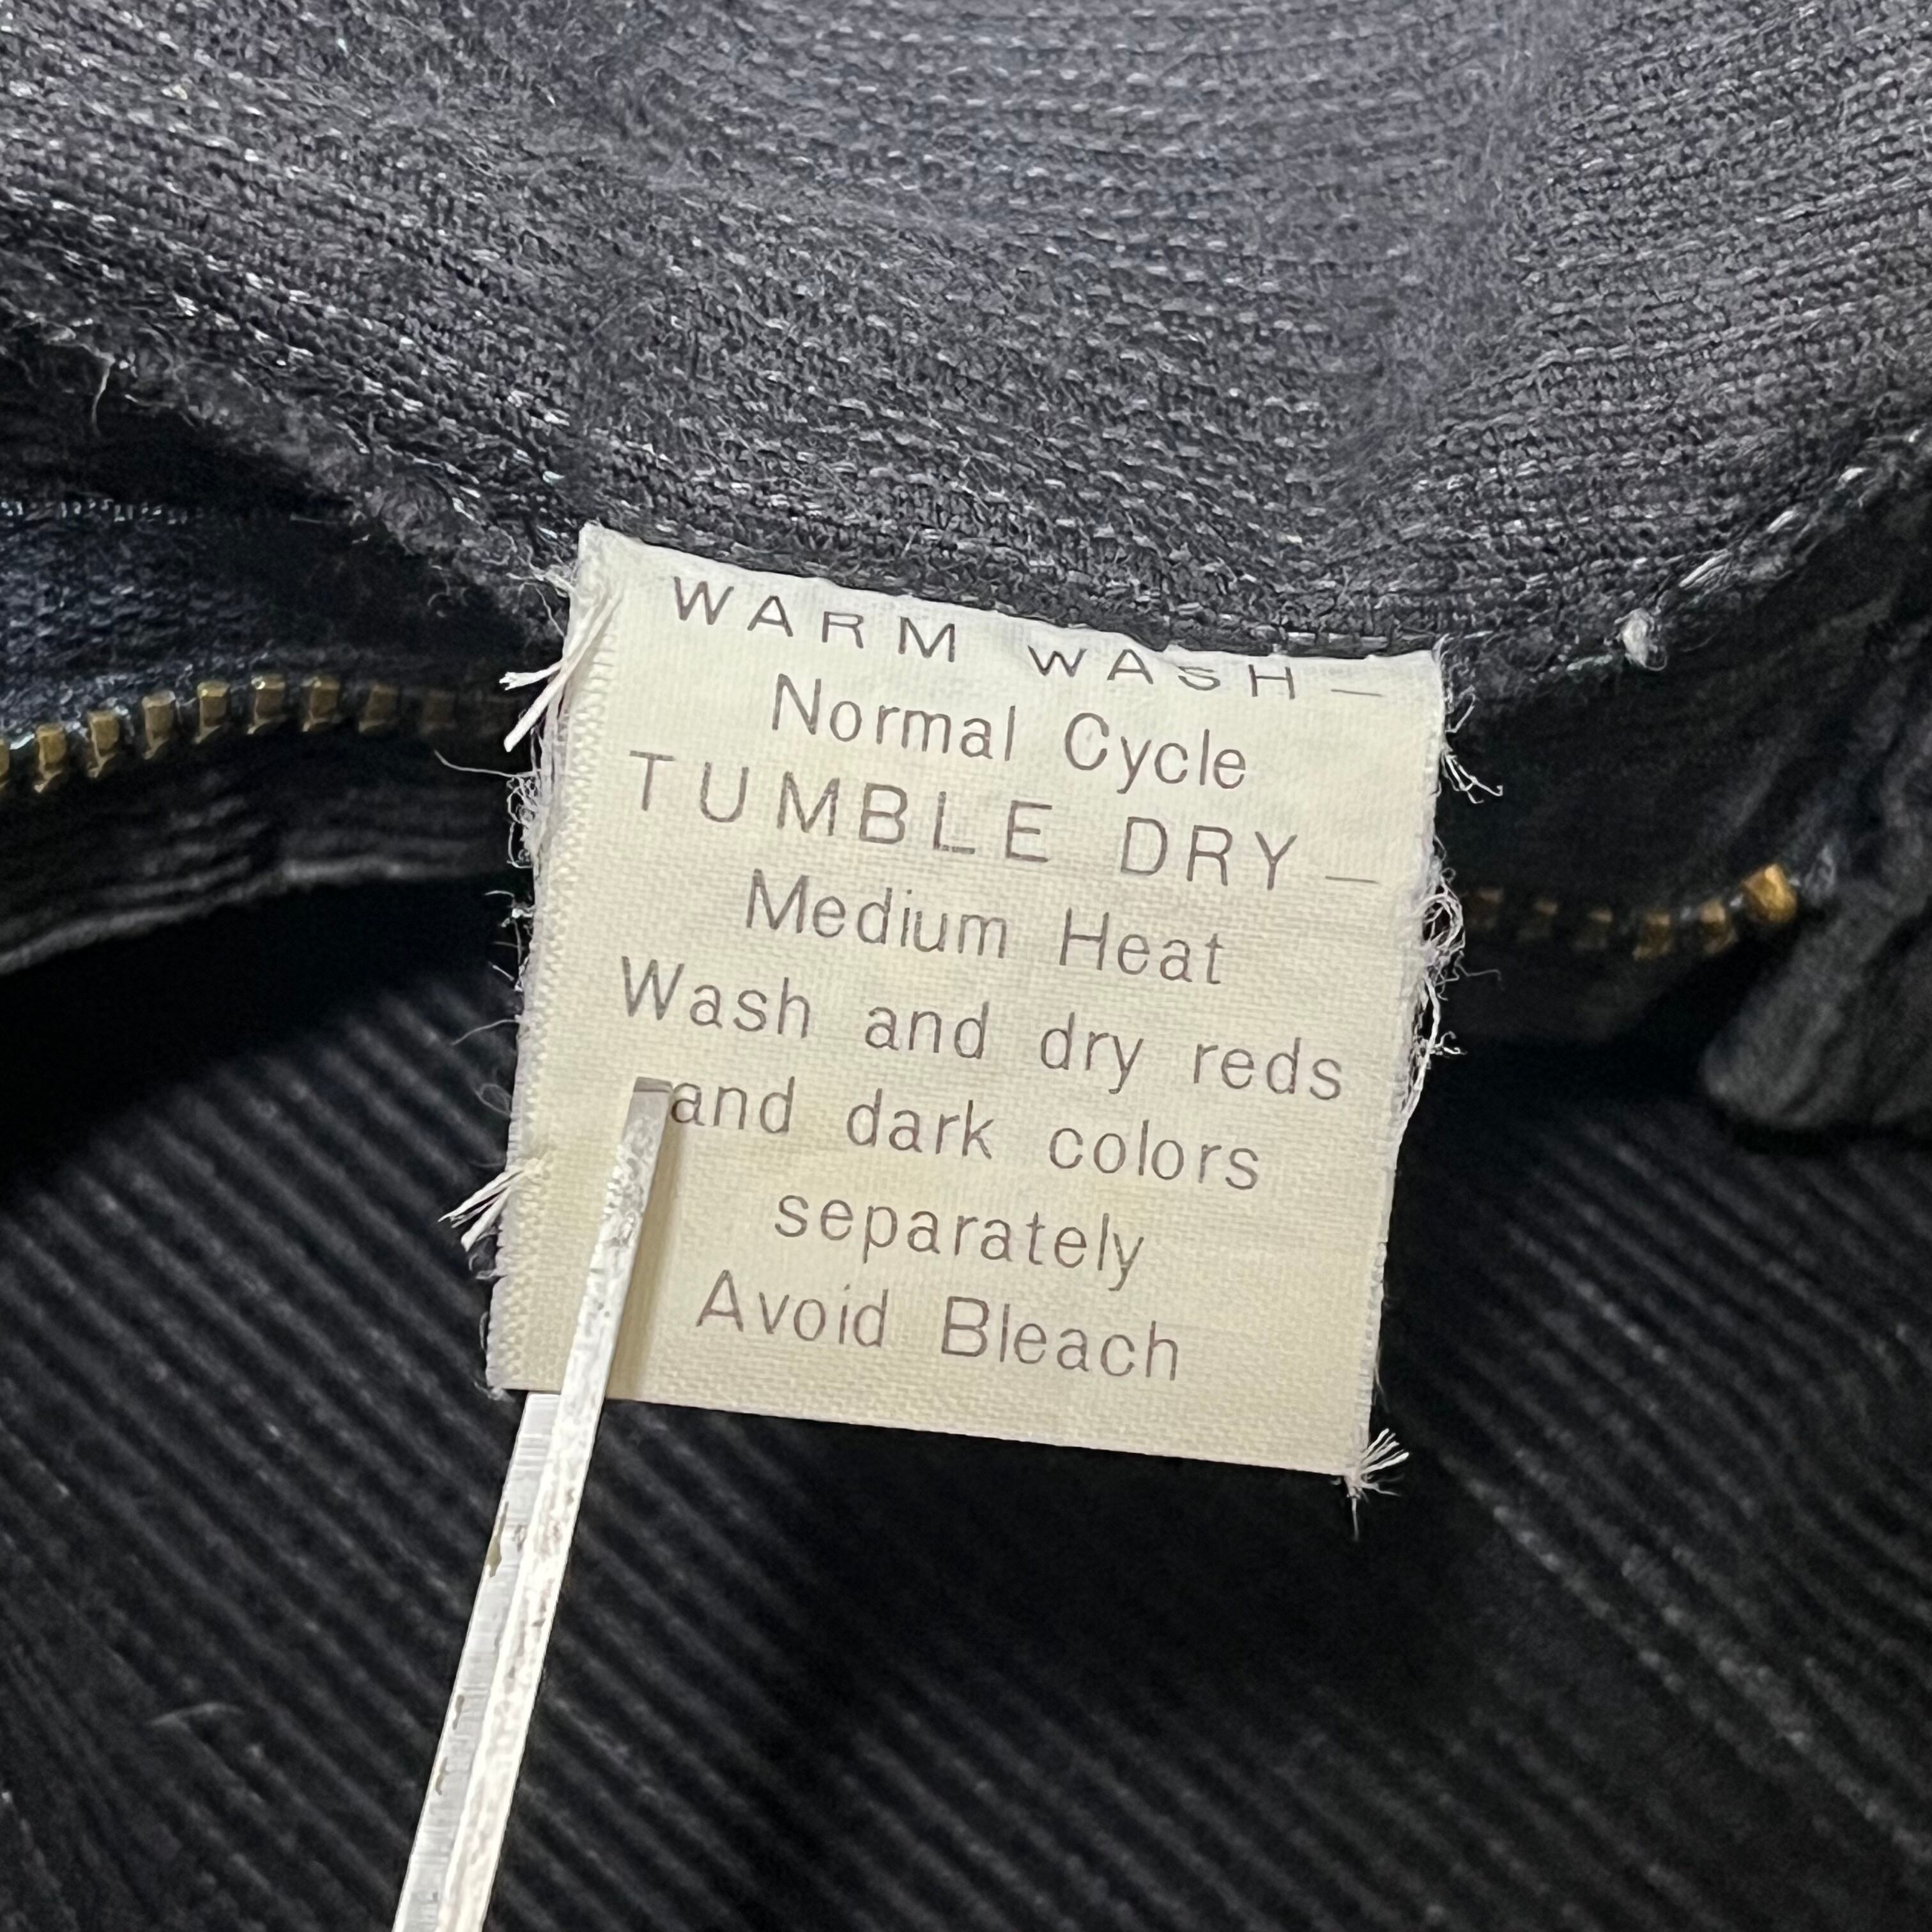 WARM WASH—
Normal Cycle
TUMBLE DRY—
Medium Heat
Wash and dry reds
and dark colors
separately
Avoid Bleach